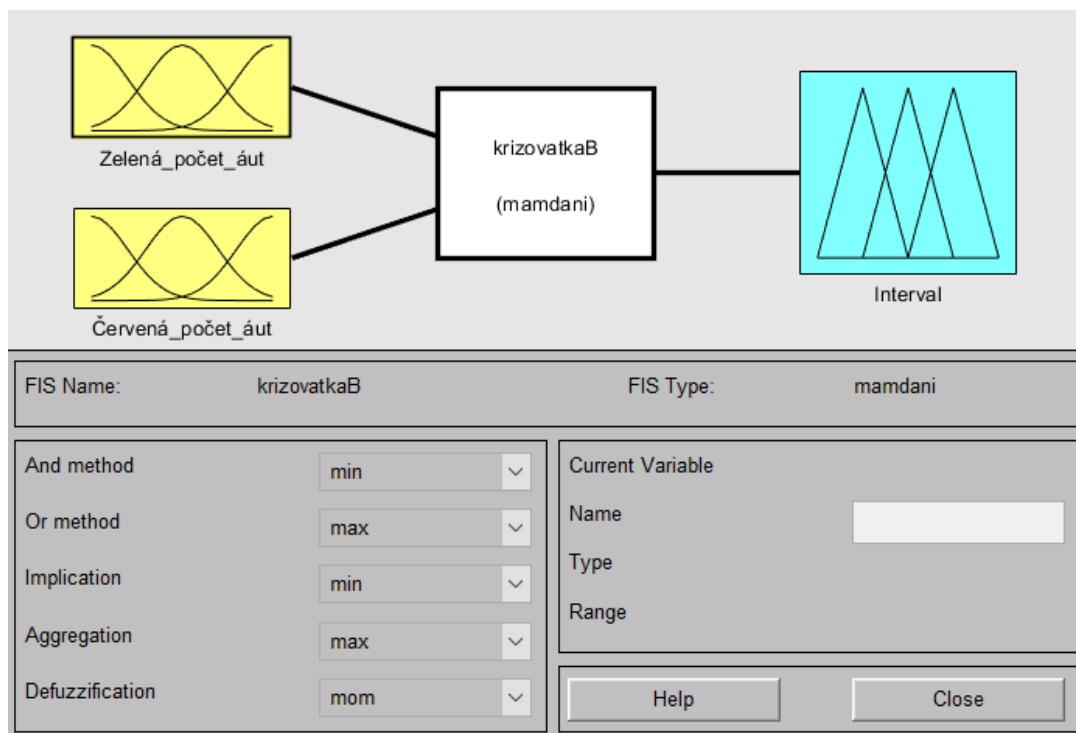 Zelená_počet_áut
krizovatkaB
(mamdani)
Červená_počet_áut
Interval
FIS Name: krizovatkaB FIS Type: mamdani
And method min
Or method max
Implication min
Aggregation max
Defuzzification mom
Current Variable
Name
Type
Range
Help Close